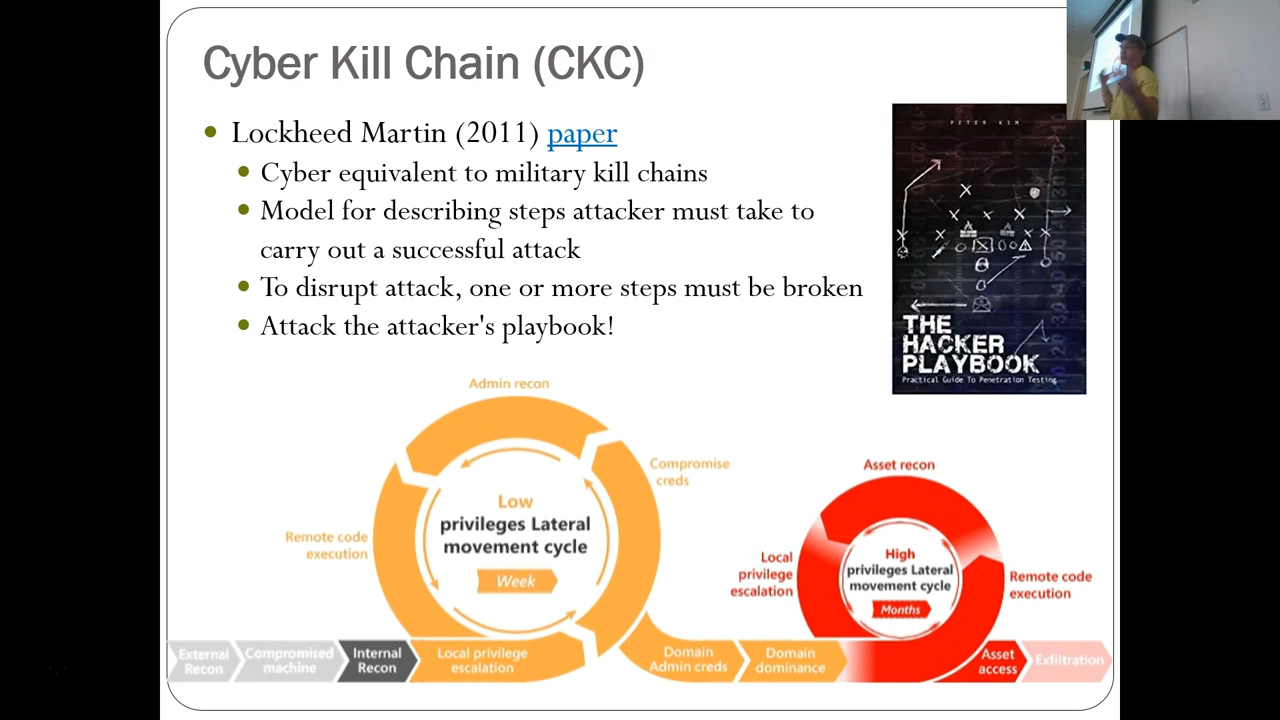 Cyber Kill Chain (CKC)
Lockheed Martin (2011) paper
Cyber equivalent to military kill chains
Model for describing steps attacker must take to
carry out a successful attack
To disrupt attack, one or more steps must be broken
Attack the attacker's playbook!
PETER KIM
THE
HACKER
PLAYBOOK
Practical Guide To Penetration Testing
Admin recon
Compromise
creds
Remote code
execution
Low
privileges Lateral
movement cycle
Week
Asset recon
Local
privilege
escalation
High
privileges Lateral
movement cycle
Months
Remote code
execution
External
Recon
Compromised
machine
Internal
Recon
Local privilege
escalation
Domain
Admin creds
Domain
dominance
Asset
access
Exfiltration